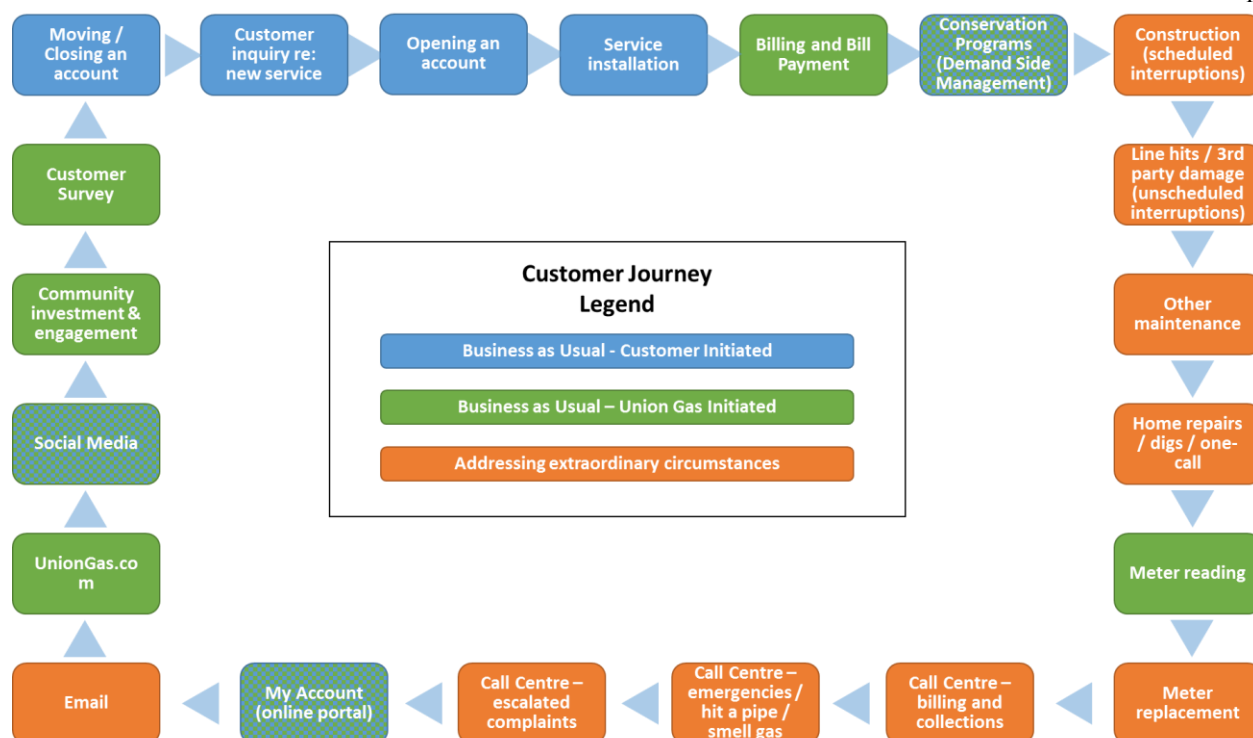 Moving /
Closing an
account
Customer
inquiry re:
new service
Opening an
account
Service
installation
Billing and Bill
Payment
Conservation
Programs
(Demand Side
Management)
Construction
(scheduled
interruptions)
Customer
Survey
Line hits / 3rd
party damage
(unscheduled
interruptions)
Customer Journey
Legend
Business as Usual - Customer Initiated
Business as Usual – Union Gas Initiated
Addressing extraordinary circumstances
Community
investment &
engagement
Other
maintenance
Social Media
Home repairs
/ digs / one-
call
UnionGas.co
m
Meter reading
Email
My Account
(online portal)
Call Centre –
escalated
complaints
Call Centre –
emergencies /
hit a pipe /
smell gas
Call Centre –
billing and
collections
Meter
replacement